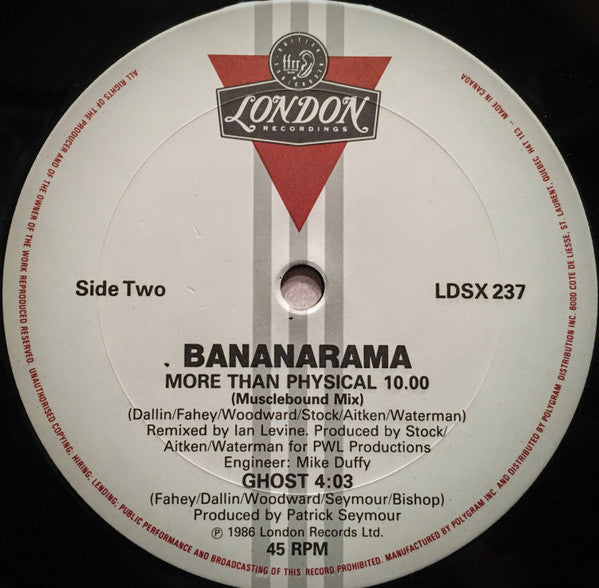 ffrr
LONDON
RECORDINGS
Side Two
LDSX 237
BANANARAMA
MORE THAN PHYSICAL 10.00
(Musclebound Mix)
(Dallin/Fahey/Woodward/Stock/Aitken/Waterman)
Remixed by Ian Levine. Produced by Stock/
Aitken/Waterman for PWL Productions
Engineer: Mike Duffy
GHOST 4:03
(Fahey/Dallin/Woodward/Seymour/Bishop)
Produced by Patrick Seymour
℗ 1986 London Records Ltd.
45 RPM
ALL RIGHTS OF THE PRODUCER AND OF THE OWNER OF THE WORK REPRODUCED RESERVED. UNAUTHORISED COPYING, HIRING, LENDING, PUBLIC PERFORMANCE AND BROADCASTING OF THIS RECORD PROHIBITED. MANUFACTURED BY POLYGRAM INC. AND DISTRIBUTED BY POLYGRAM DISTRIBUTION INC. 6000 COTE DE LIESSE, ST. LAURENT, QUEBEC H4T 1E3 - MADE IN CANADA